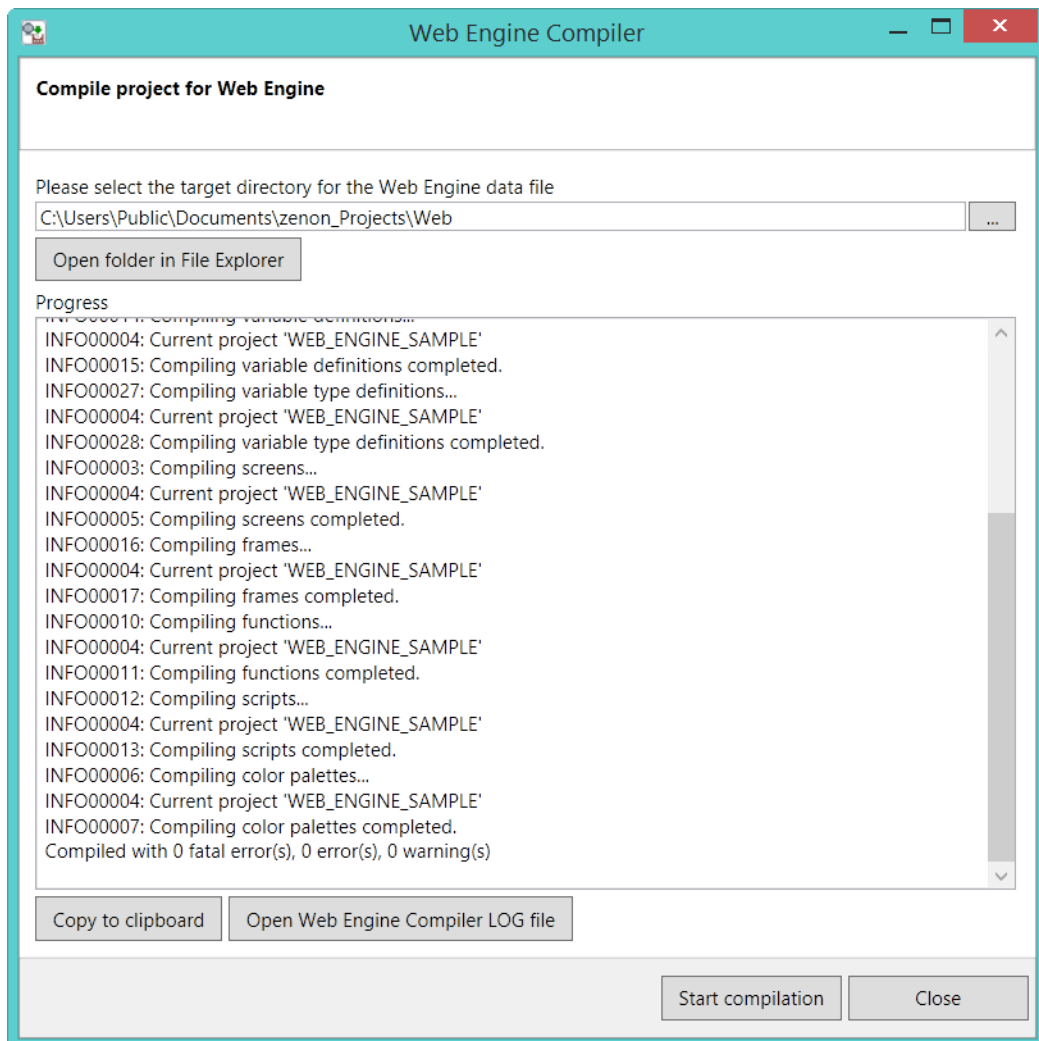 Web Engine Compiler
Compile project for Web Engine
Please select the target directory for the Web Engine data file
C:\Users\Public\Documents\zenon_Projects\Web
...
Open folder in File Explorer
Progress
INFO00014: Compiling variable definitions...
INFO00004: Current project 'WEB_ENGINE_SAMPLE'
INFO00015: Compiling variable definitions completed.
INFO00027: Compiling variable type definitions...
INFO00004: Current project 'WEB_ENGINE_SAMPLE'
INFO00028: Compiling variable type definitions completed.
INFO00003: Compiling screens...
INFO00004: Current project 'WEB_ENGINE_SAMPLE'
INFO00005: Compiling screens completed.
INFO00016: Compiling frames...
INFO00004: Current project 'WEB_ENGINE_SAMPLE'
INFO00017: Compiling frames completed.
INFO00010: Compiling functions...
INFO00004: Current project 'WEB_ENGINE_SAMPLE'
INFO00011: Compiling functions completed.
INFO00012: Compiling scripts...
INFO00004: Current project 'WEB_ENGINE_SAMPLE'
INFO00013: Compiling scripts completed.
INFO00006: Compiling color palettes...
INFO00004: Current project 'WEB_ENGINE_SAMPLE'
INFO00007: Compiling color palettes completed.
Compiled with 0 fatal error(s), 0 error(s), 0 warning(s)
Copy to clipboard
Open Web Engine Compiler LOG file
Start compilation
Close